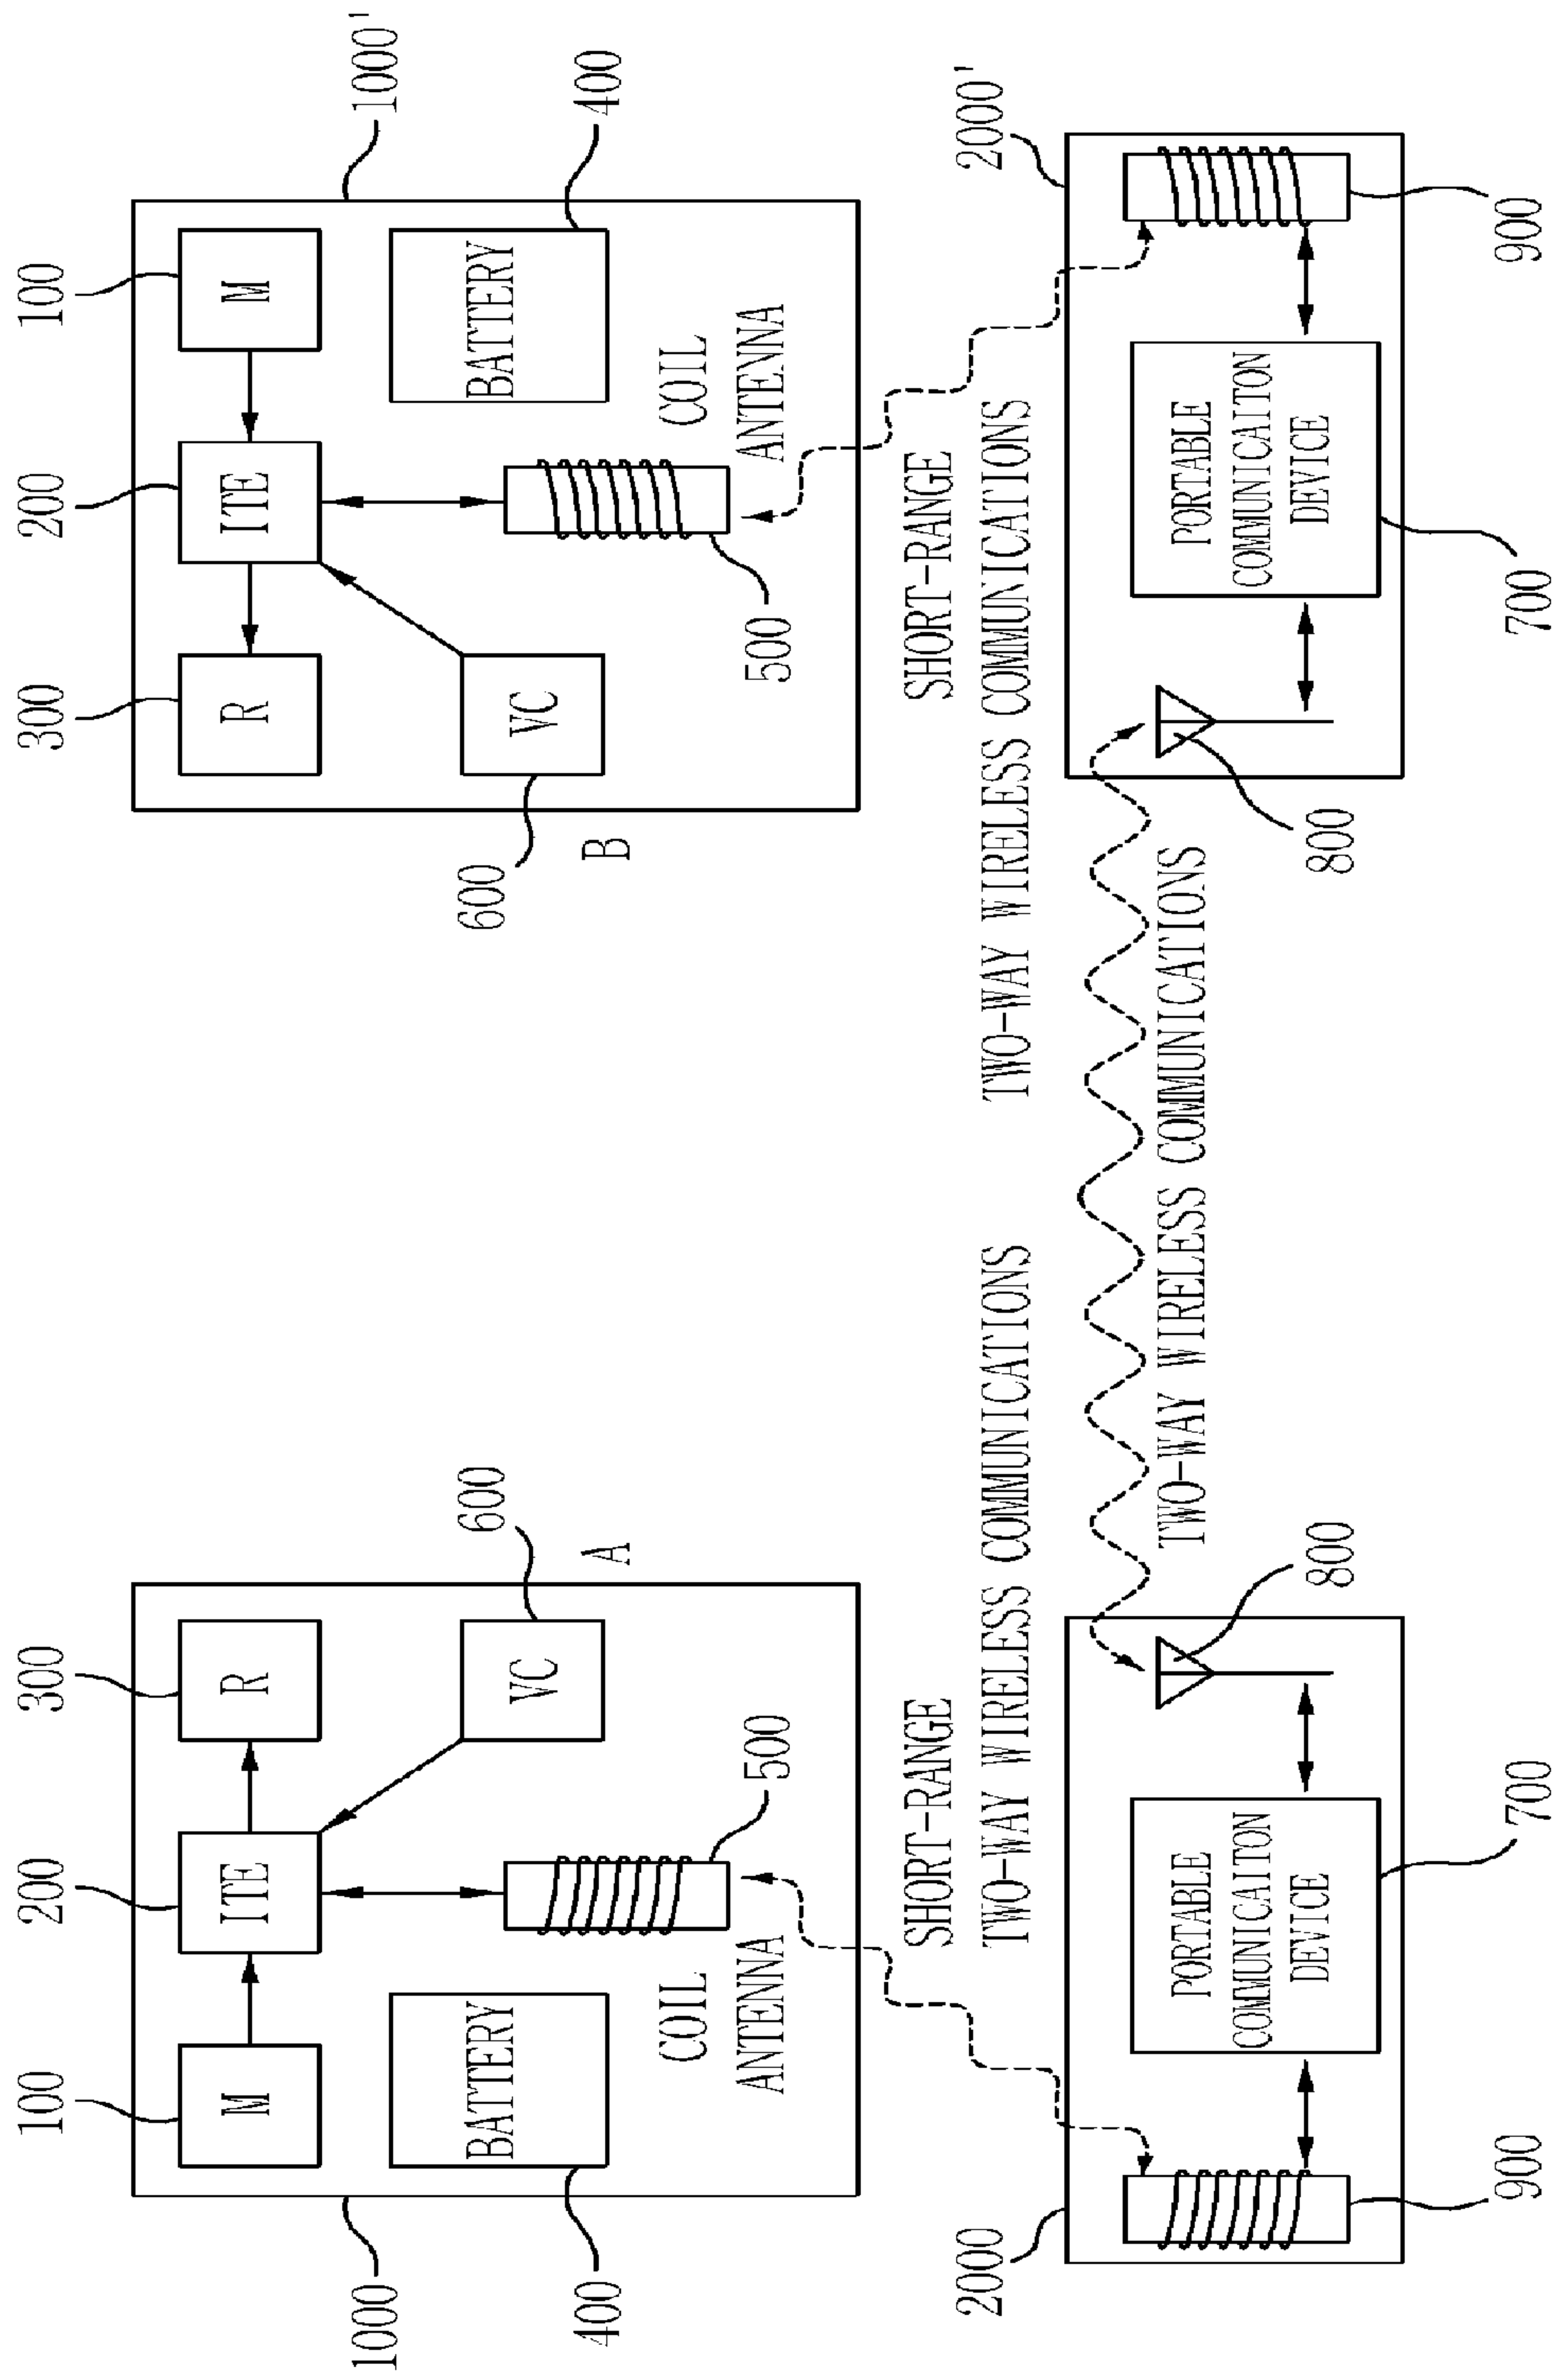 100
200
300
300
200
100
M
ITE
R
R
ITE
M
1000
1000'
600
600
BATTERY
VC
VC
BATTERY
400
A
B
400
COIL
ANTENNA
500
500
COIL
ANTENNA
SHORT-RANGE
TWO-WAY WIRELESS COMMUNICATIONS
SHORT-RANGE
TWO-WAY WIRELESS COMMUNICATIONS
2000
2000'
TWO-WAY WIRELESS COMMUNICATIONS
PORTABLE
COMMUNICAITON
DEVICE
PORTABLE
COMMUNICAITON
DEVICE
800
800
900
700
700
900